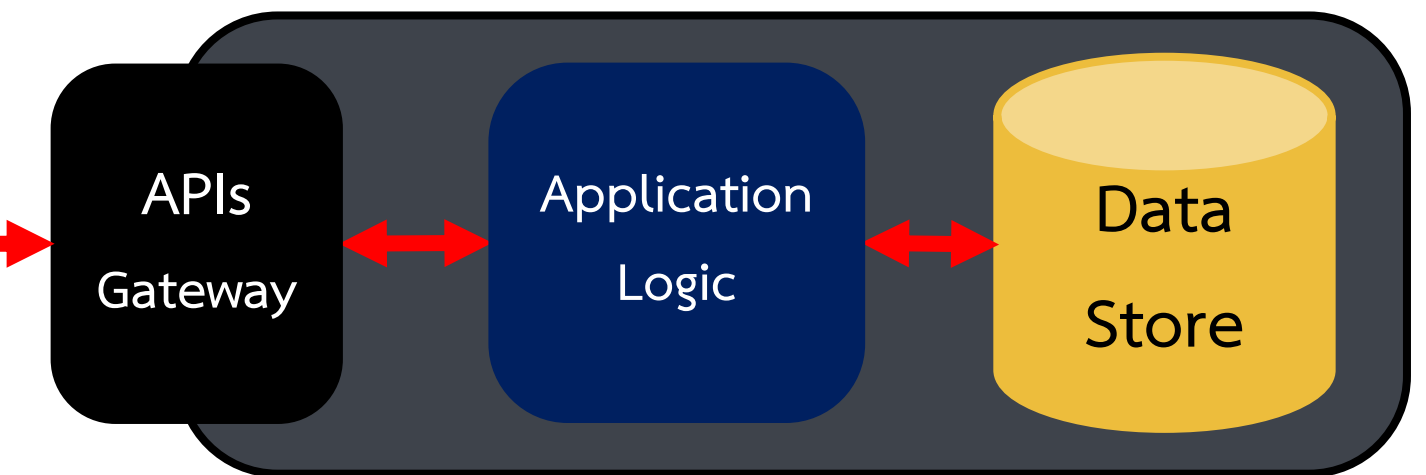 APIs
Gateway
Application
Logic
Data
Store